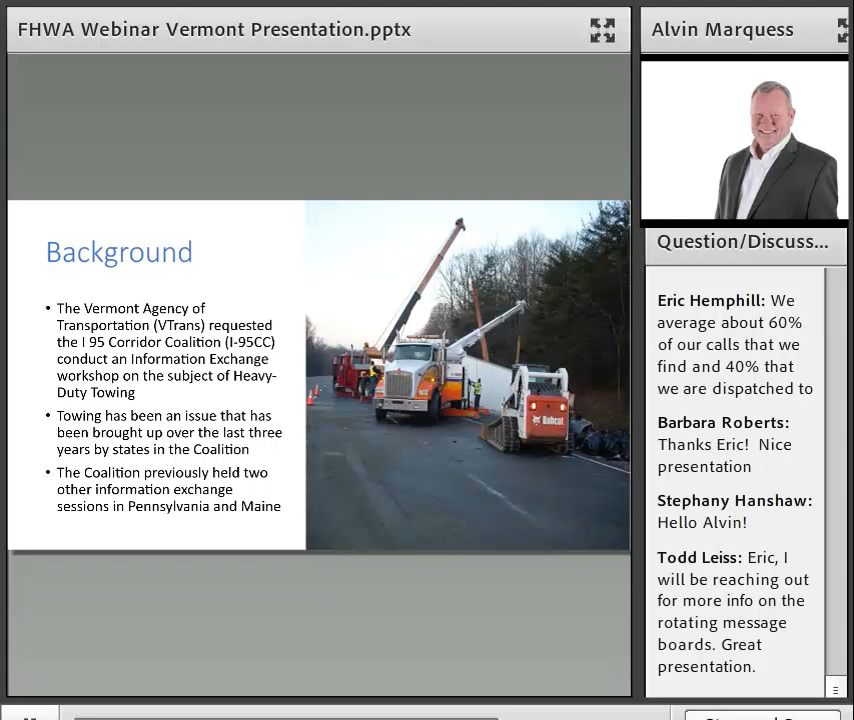 FHWA Webinar Vermont Presentation.pptx
Alvin Marquess
Background
• The Vermont Agency of
Transportation (VTrans) requested
the I 95 Corridor Coalition (I-95CC)
conduct an Information Exchange
workshop on the subject of Heavy-
Duty Towing
• Towing has been an issue that has
been brought up over the last three
years by states in the Coalition
• The Coalition previously held two
other information exchange
sessions in Pennsylvania and Maine
Bobcat
Question/Discuss...
Eric Hemphill: We
average about 60%
of our calls that we
find and 40% that
we are dispatched to
Barbara Roberts:
Thanks Eric! Nice
presentation
Stephany Hanshaw:
Hello Alvin!
Todd Leiss: Eric, I
will be reaching out
for more info on the
rotating message
boards. Great
presentation.